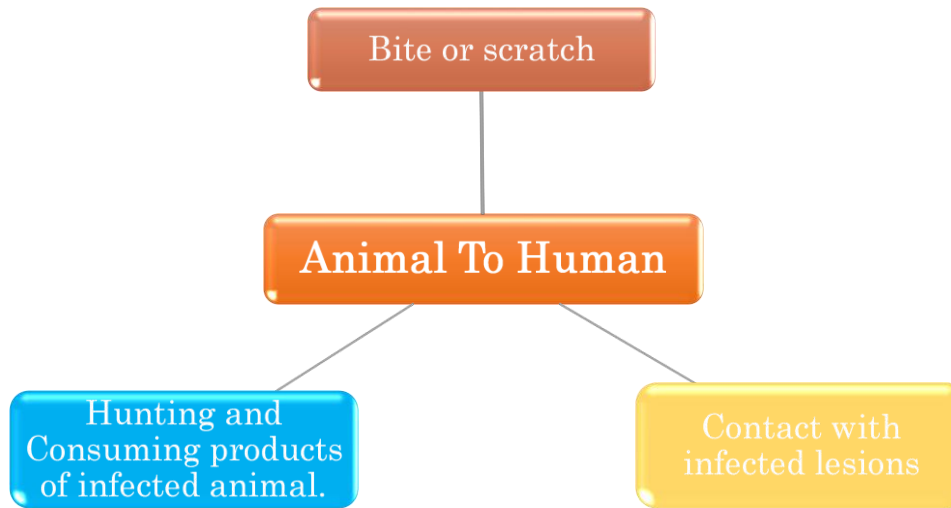 Bite or scratch
Animal To Human
Hunting and
Consuming products
of infected animal.
Contact with
infected lesions